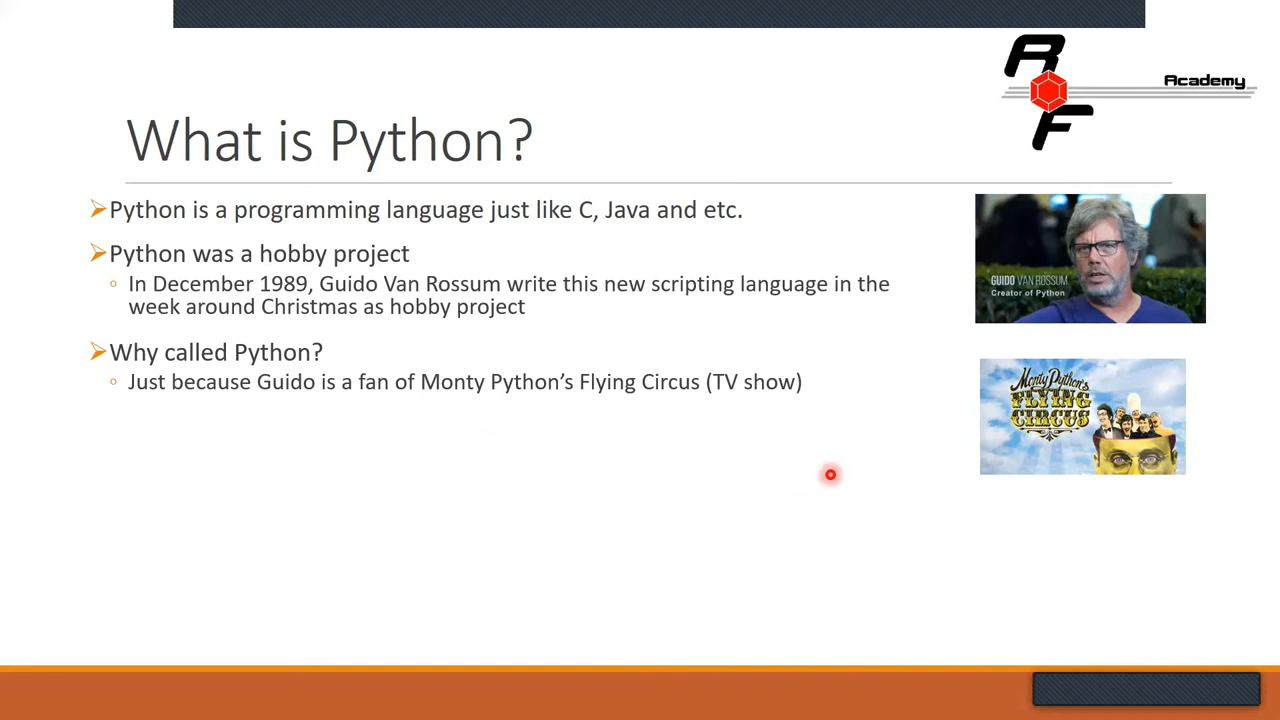 R
F
Academy
What is Python?
Python is a programming language just like C, Java and etc.
Python was a hobby project
In December 1989, Guido Van Rossum write this new scripting language in the
week around Christmas as hobby project
GUIDO VAN ROSSUM
Creator of Python
Why called Python?
Just because Guido is a fan of Monty Python’s Flying Circus (TV show)
Monty Python's
FLYING
CIRCUS